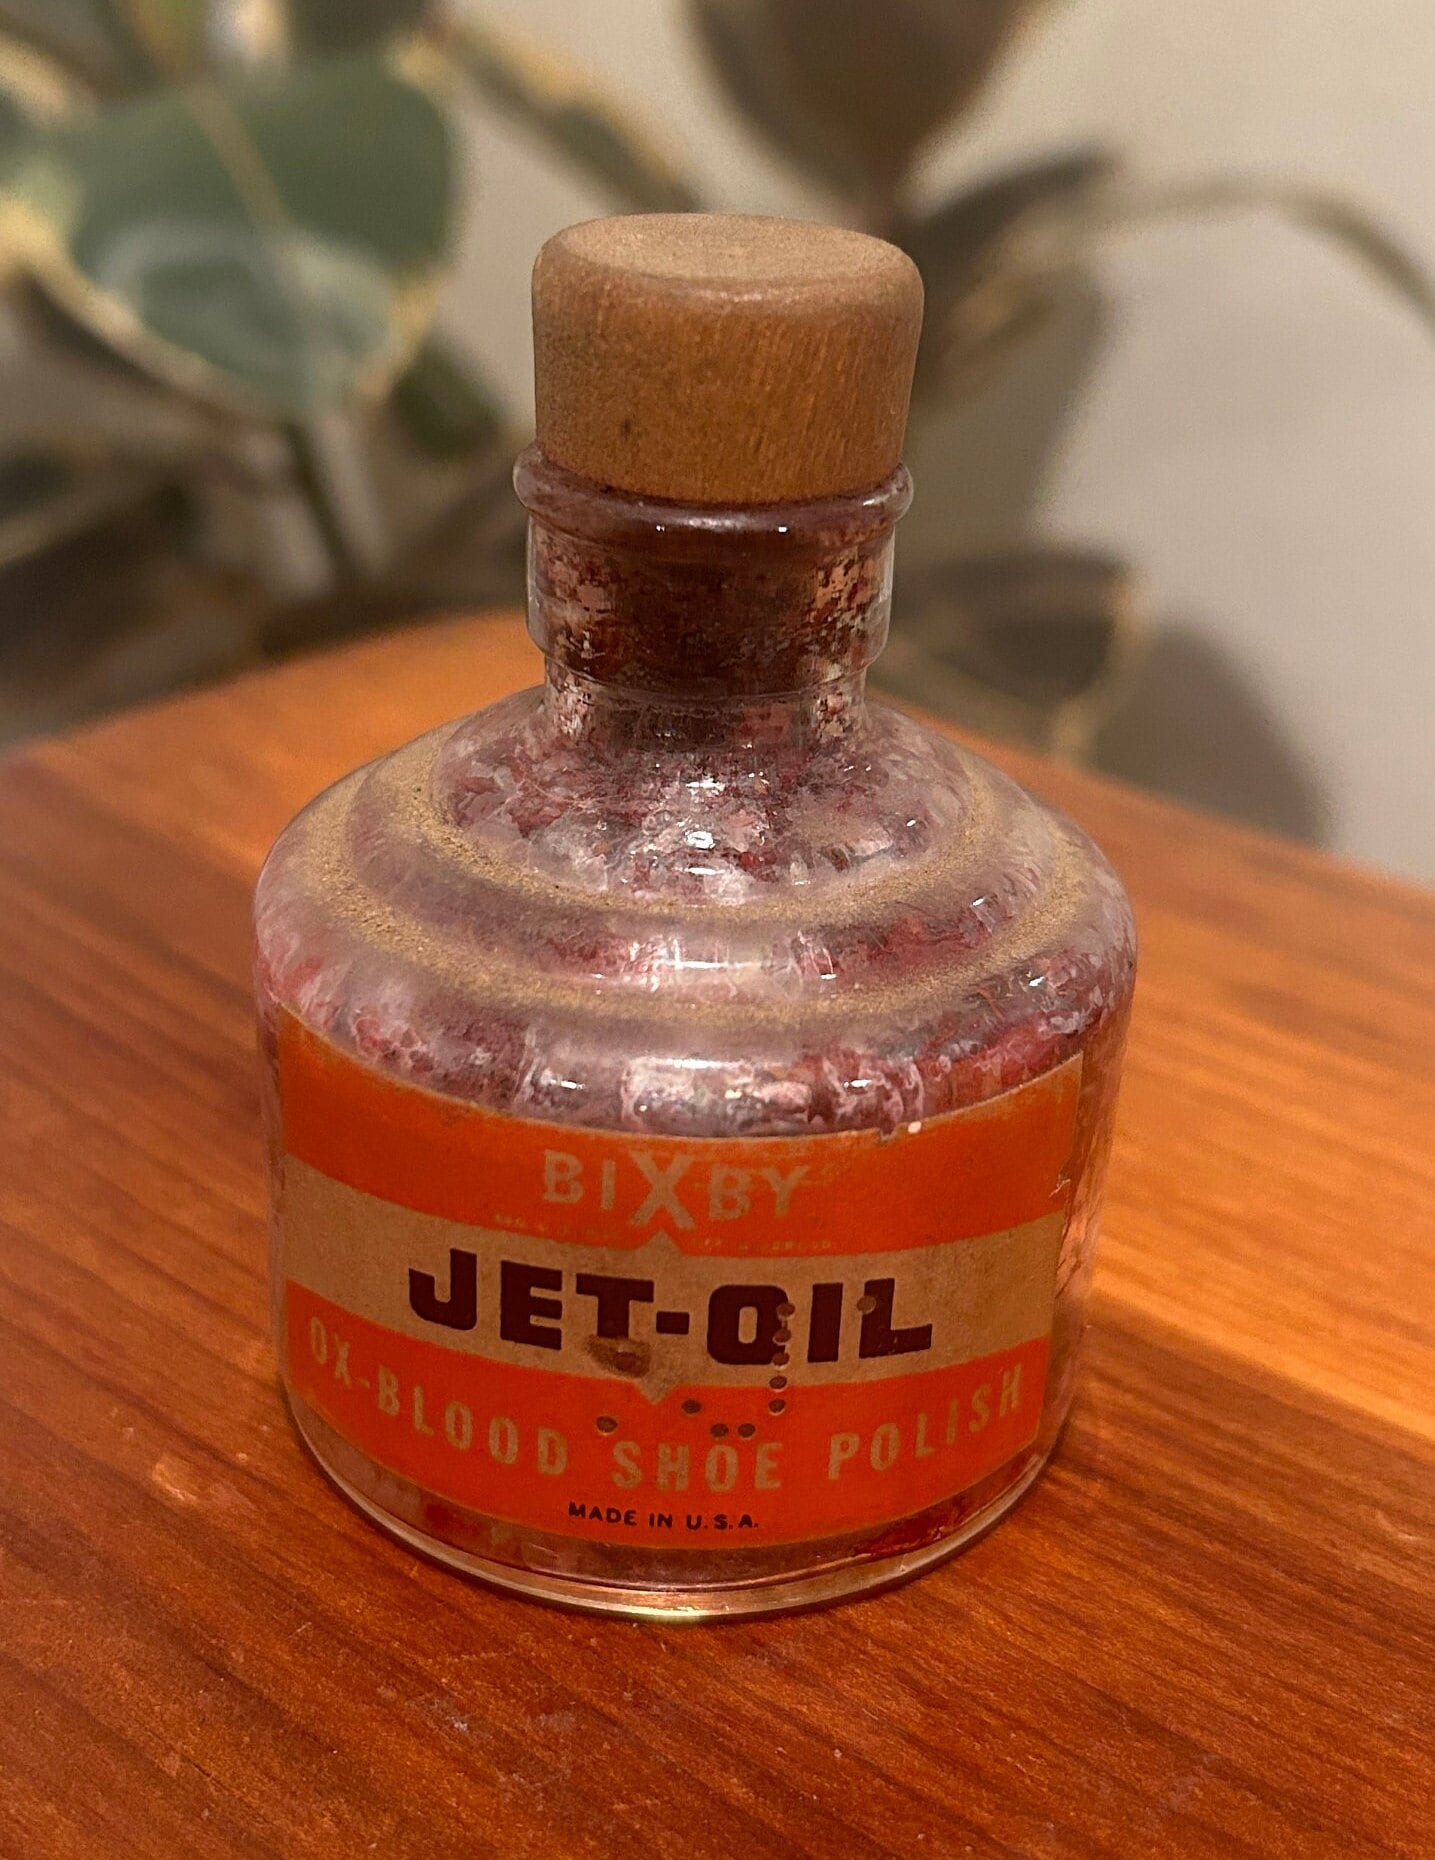 BIXBY
JET-OIL
OX-BLOOD SHOE POLISH
MADE IN U.S.A.